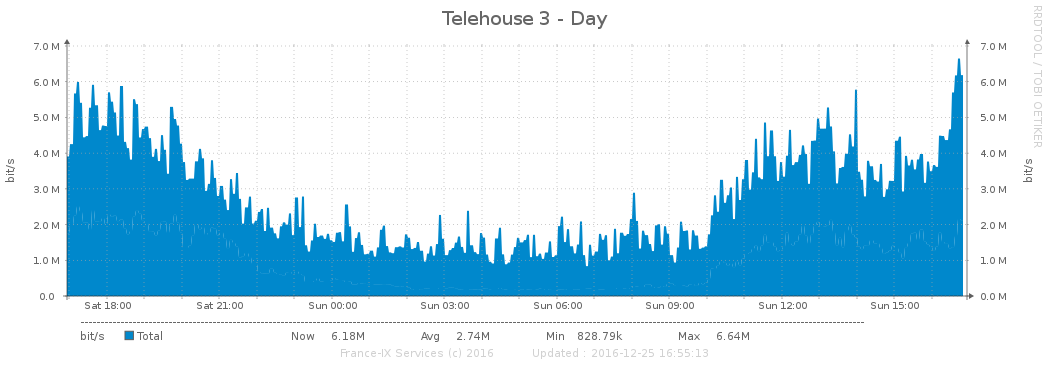 Telehouse 3 - Day
RRDTOOL / TOBI OETIKER
7.0 M 7.0 M
6.0 M 6.0 M
5.0 M 5.0 M
4.0 M 4.0 M
3.0 M 3.0 M
2.0 M 2.0 M
1.0 M 1.0 M
0.0 0.0 M
bit/s bit/s
Sat 18:00 Sat 21:00 Sun 00:00 Sun 03:00 Sun 06:00 Sun 09:00 Sun 12:00 Sun 15:00
bit/s Total Now 6.18M Avg 2.74M Min 828.79k Max 6.64M
France-IX Services (c) 2016 Updated : 2016-12-25 16:55:13